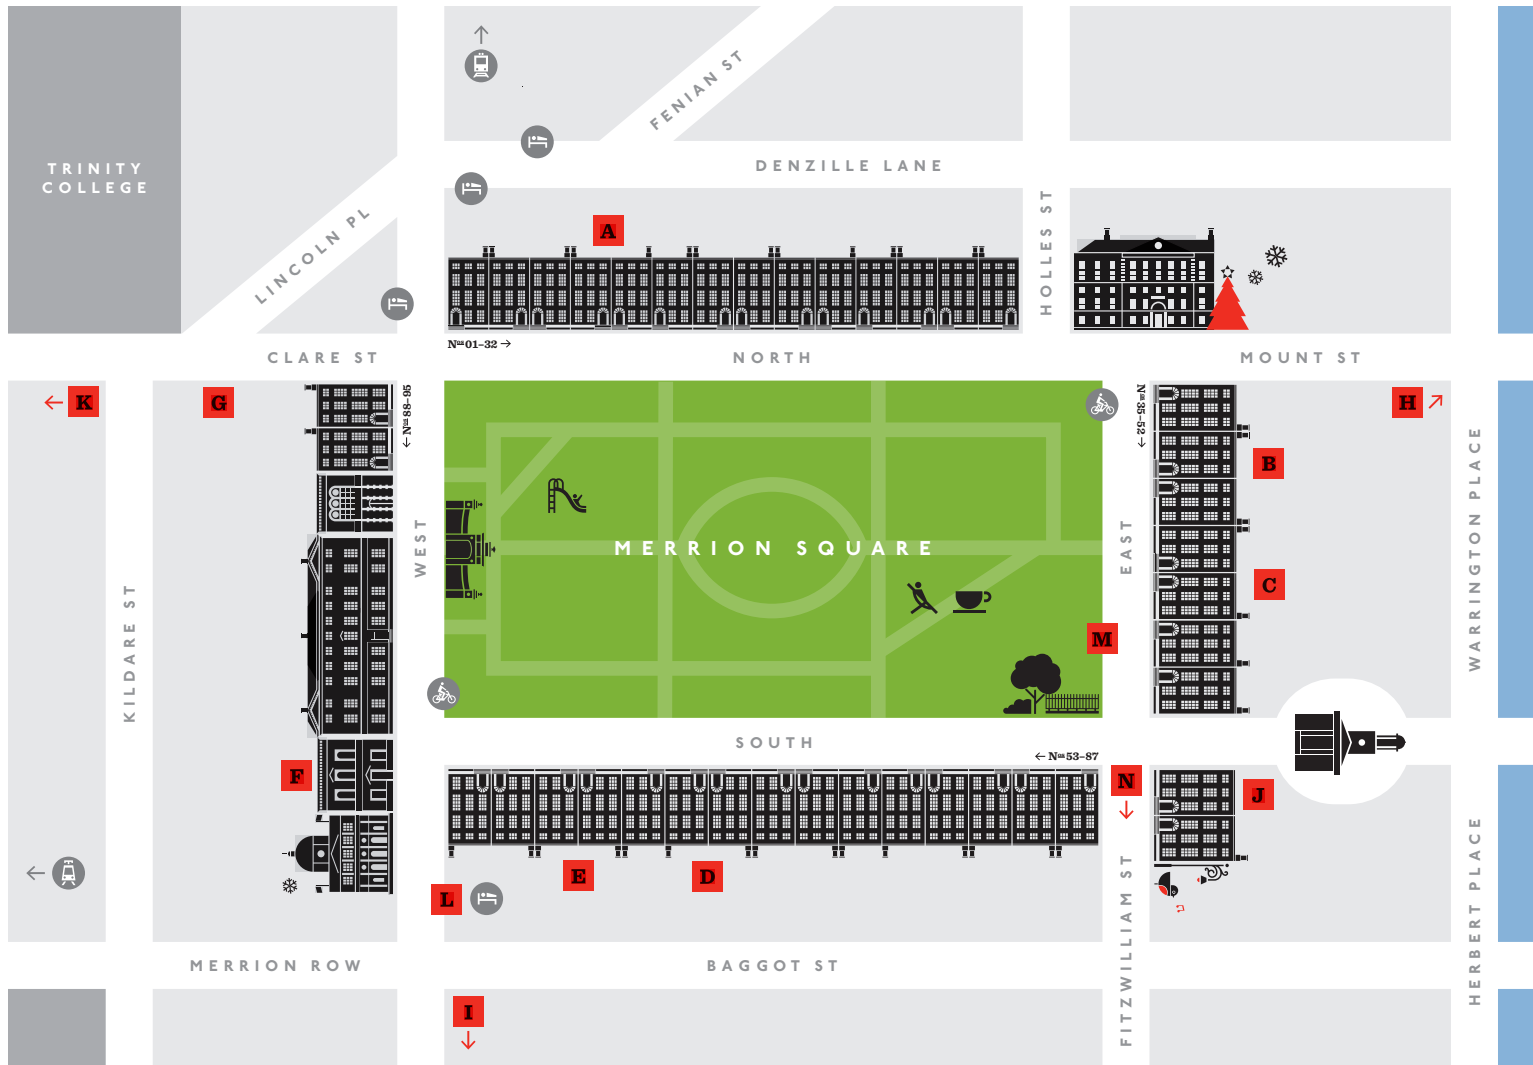 FENIAN ST
TRINITY
COLLEGE
DENZILLE LANE
LINCOLN PL
HOLLES ST
A
Nos 01–32 →
CLARE ST
NORTH
MOUNT ST
← K
G
← Nos 88–95
Nos 35–52 →
H ↗
B
WEST
MERRION SQUARE
EAST
WARRINGTON PLACE
KILDARE ST
C
M
SOUTH
← Nos 53–87
F
N
J
E
D
L
FITZWILLIAM ST
HERBERT PLACE
MERRION ROW
BAGGOT ST
I